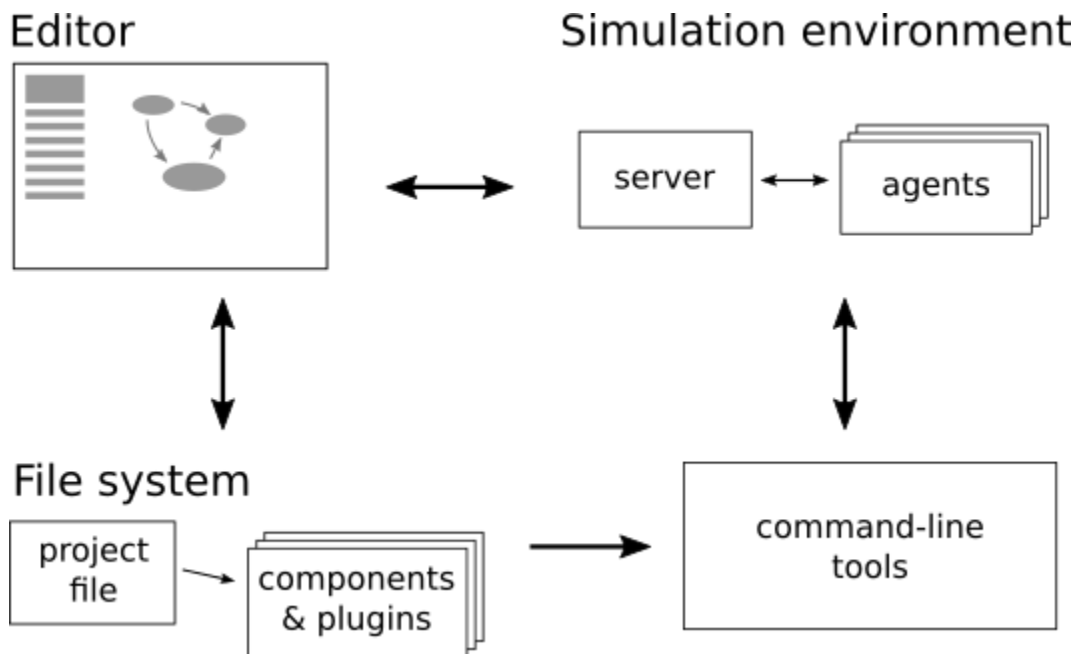 Editor
Simulation environment
server
agents
File system
project
file
components
& plugins
command-line
tools